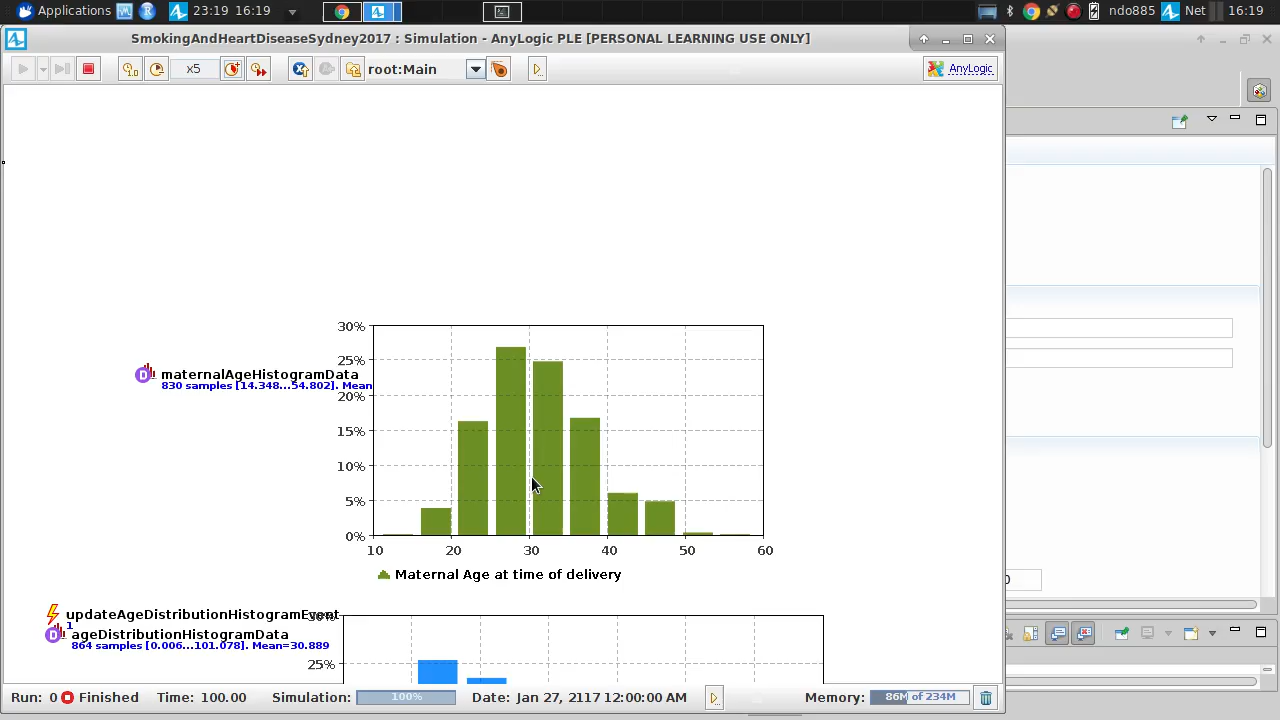 Applications 23:19 16:19 ndo885 Net 16:19
SmokingAndHeartDiseaseSydney2017 : Simulation - AnyLogic PLE [PERSONAL LEARNING USE ONLY]
x5 root:Main AnyLogic
30%
25%
20%
15%
10%
5%
0%
maternalAgeHistogramData
830 samples [14.348...54.802]. Mean
10 20 30 40 50 60
Maternal Age at time of delivery
updateAgeDistributionHistogramEvent
1
30%
ageDistributionHistogramData
864 samples [0.006...101.078]. Mean=30.889
25%
0
Run: 0 Finished Time: 100.00 Simulation: 100% Date: Jan 27, 2117 12:00:00 AM Memory: 86M of 234M